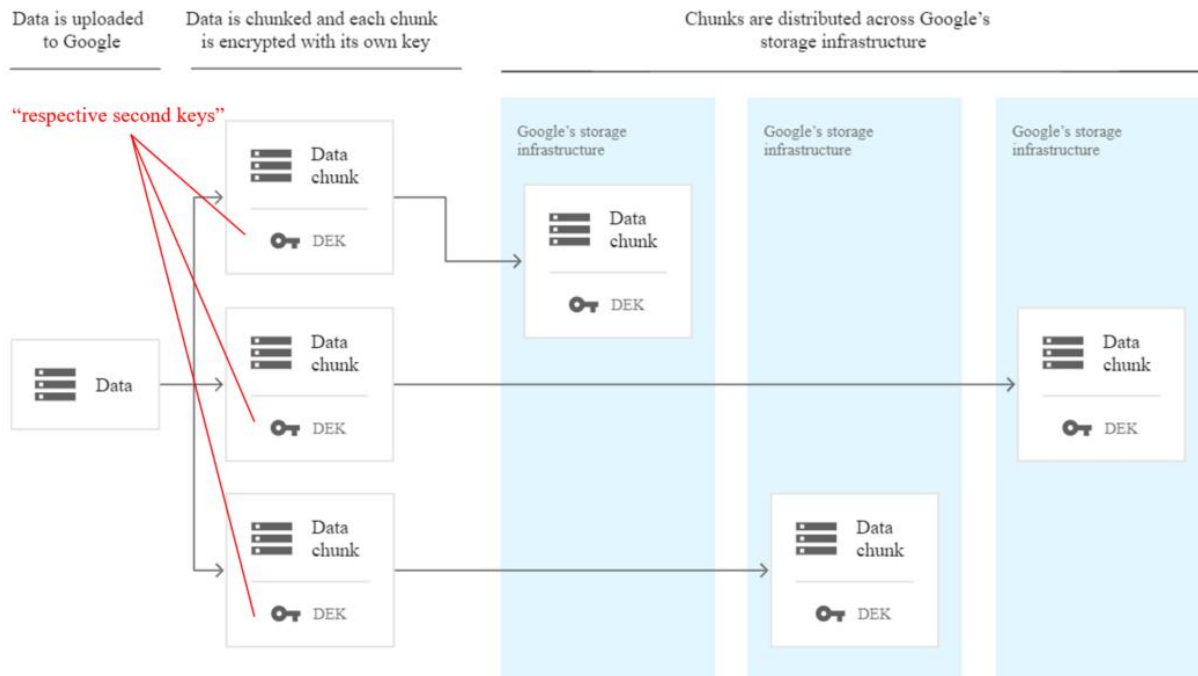 Data is uploaded
to Google
Data is chunked and each chunk
is encrypted with its own key
Chunks are distributed across Google's
storage infrastructure
“respective second keys”
Google's storage
infrastructure
Google's storage
infrastructure
Google's storage
infrastructure
Data
chunk
DEK
Data
chunk
DEK
Data
Data
chunk
DEK
Data
chunk
DEK
Data
chunk
DEK
Data
chunk
DEK